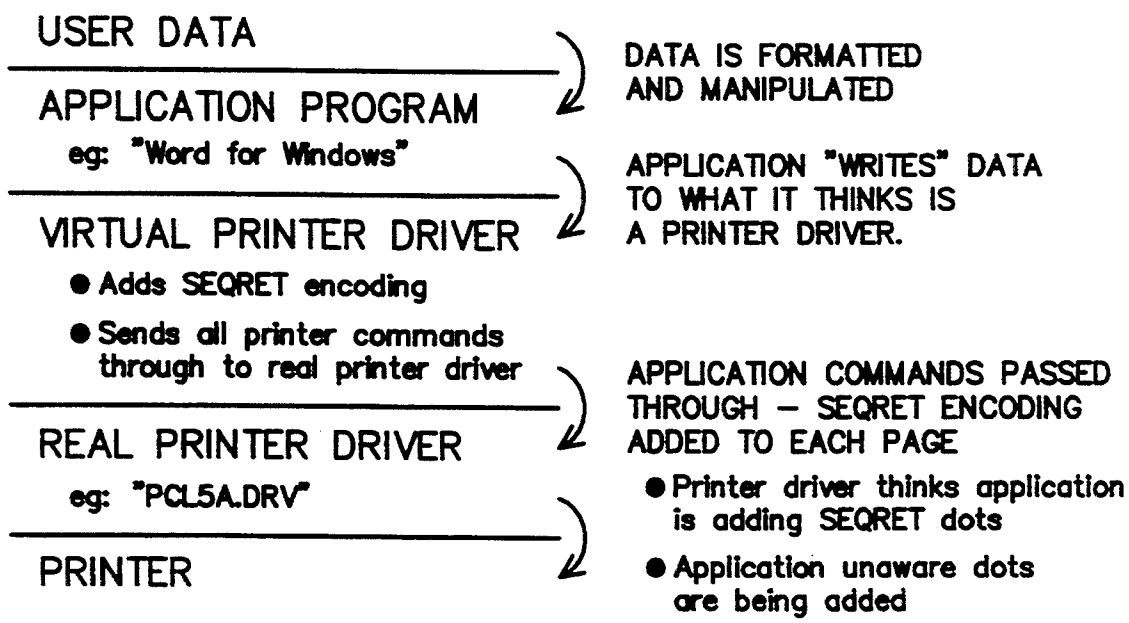 USER DATA
DATA IS FORMATTED
AND MANIPULATED
APPLICATION PROGRAM
eg: "Word for Windows"
APPLICATION "WRITES" DATA
TO WHAT IT THINKS IS
A PRINTER DRIVER.
VIRTUAL PRINTER DRIVER
● Adds SEQRET encoding
● Sends all printer commands
through to real printer driver
APPLICATION COMMANDS PASSED
THROUGH – SEQRET ENCODING
ADDED TO EACH PAGE
REAL PRINTER DRIVER
eg: "PCL5A.DRV"
● Printer driver thinks application
is adding SEQRET dots
PRINTER
● Application unaware dots
are being added